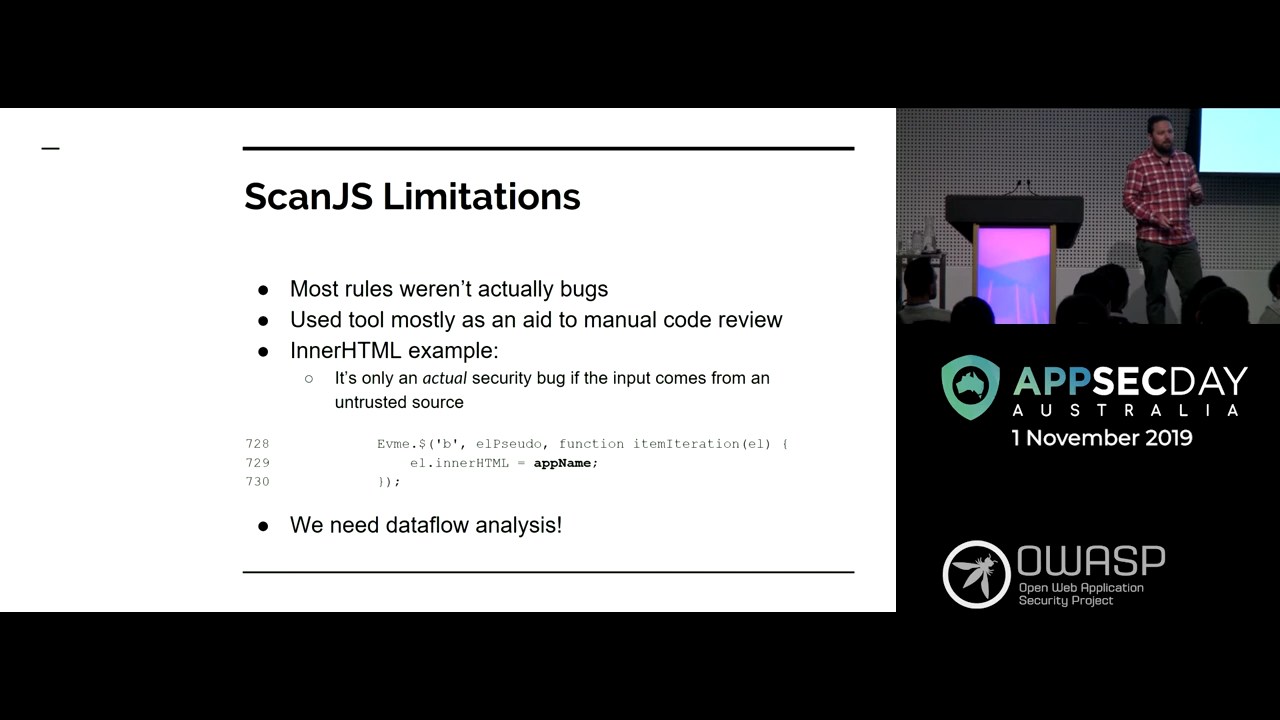 ScanJS Limitations
● Most rules weren't actually bugs
● Used tool mostly as an aid to manual code review
● InnerHTML example:
○ It's only an actual security bug if the input comes from an
untrusted source
728 Evme.$('b', elPseudo, function itemIteration(el) {
729 el.innerHTML = appName;
730 });
● We need dataflow analysis!
APPSECDAY
AUSTRALIA
1 November 2019
OWASP
Open Web Application
Security Project